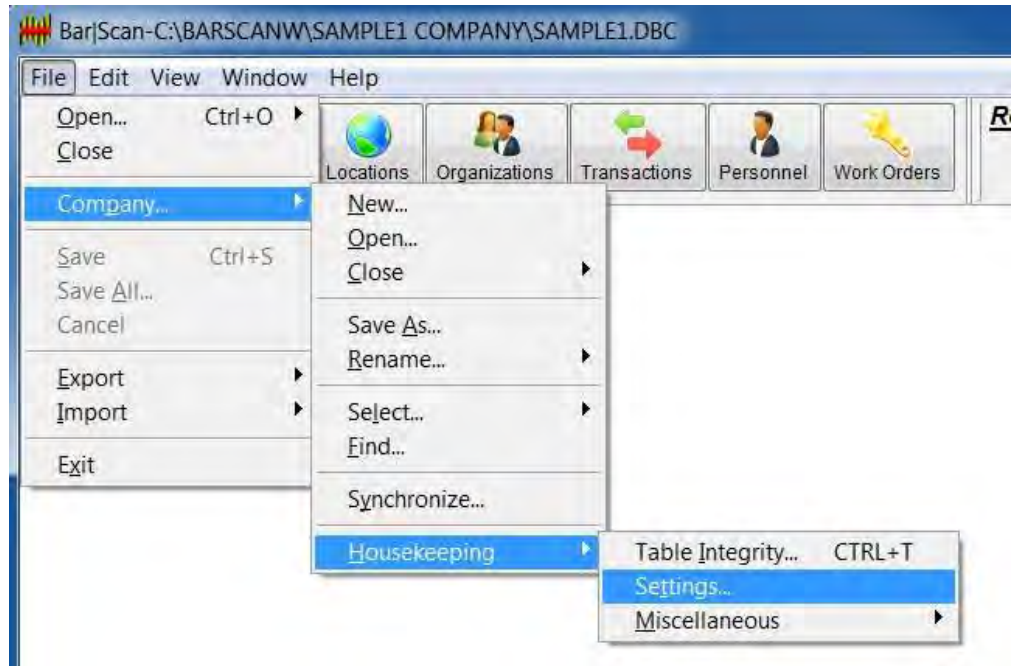 Bar|Scan-C:\BARSCANW\SAMPLE1 COMPANY\SAMPLE1.DBC
File Edit View Window Help
Open... Ctrl+O
Close
Company...
Save Ctrl+S
Save All...
Cancel
Export
Import
Exit
Locations Organizations Transactions Personnel Work Orders
New...
Open...
Close
Save As...
Rename...
Select...
Find...
Synchronize...
Housekeeping
Table Integrity... CTRL+T
Settings...
Miscellaneous